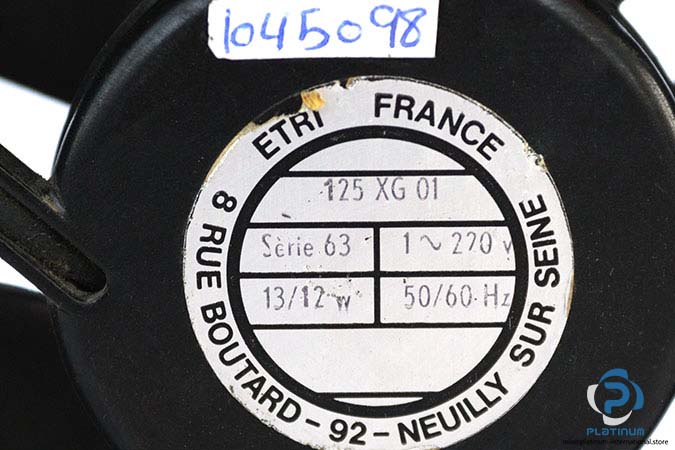 1045098
ETRI FRANCE
125 XG 01
Sèrie 63
1 ~ 220 v
13/12 w
50/60 Hz
8 RUE BOUTARD - 92 - NEUILLY SUR SEINE
PLATINUM